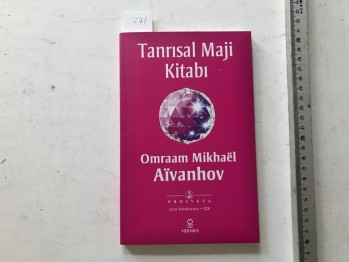 271
Tanrısal Maji
Kitabı
Omraam Mikhaël
Aïvanhov
PROSVETA
HERMES